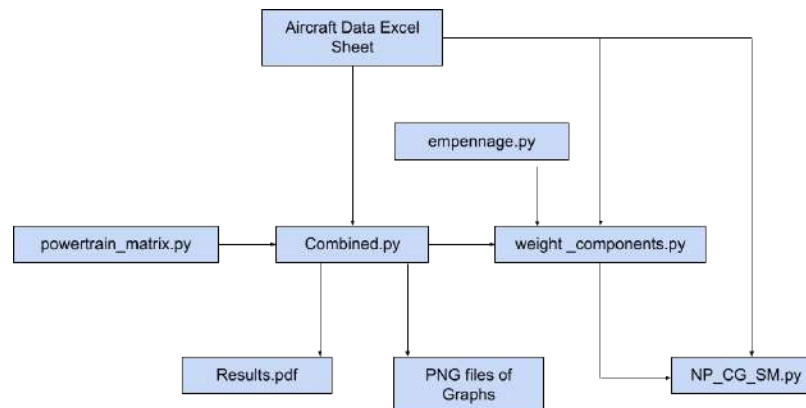 Aircraft Data Excel
Sheet
empennage.py
powertrain_matrix.py
Combined.py
weight _components.py
Results.pdf
PNG files of
Graphs
NP_CG_SM.py